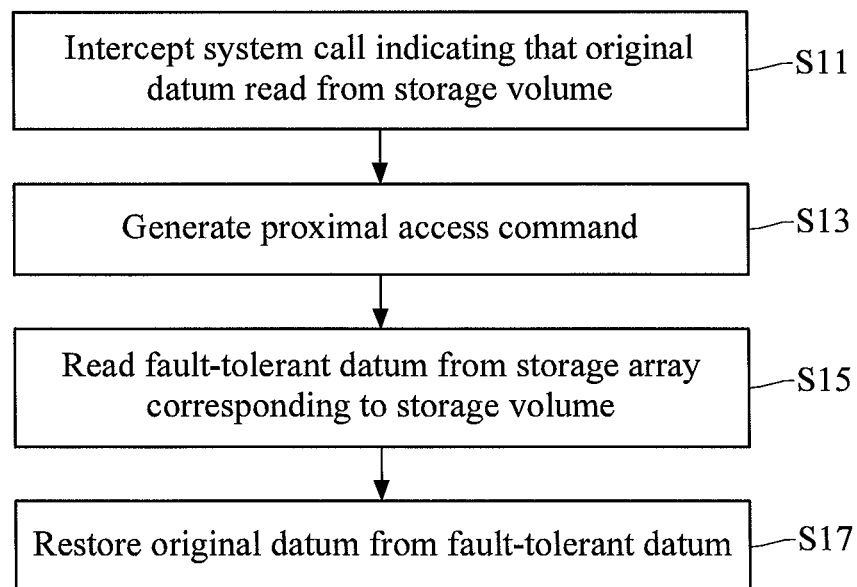 Intercept system call indicating that original
datum read from storage volume
S11
Generate proximal access command
S13
Read fault-tolerant datum from storage array
corresponding to storage volume
S15
Restore original datum from fault-tolerant datum
S17